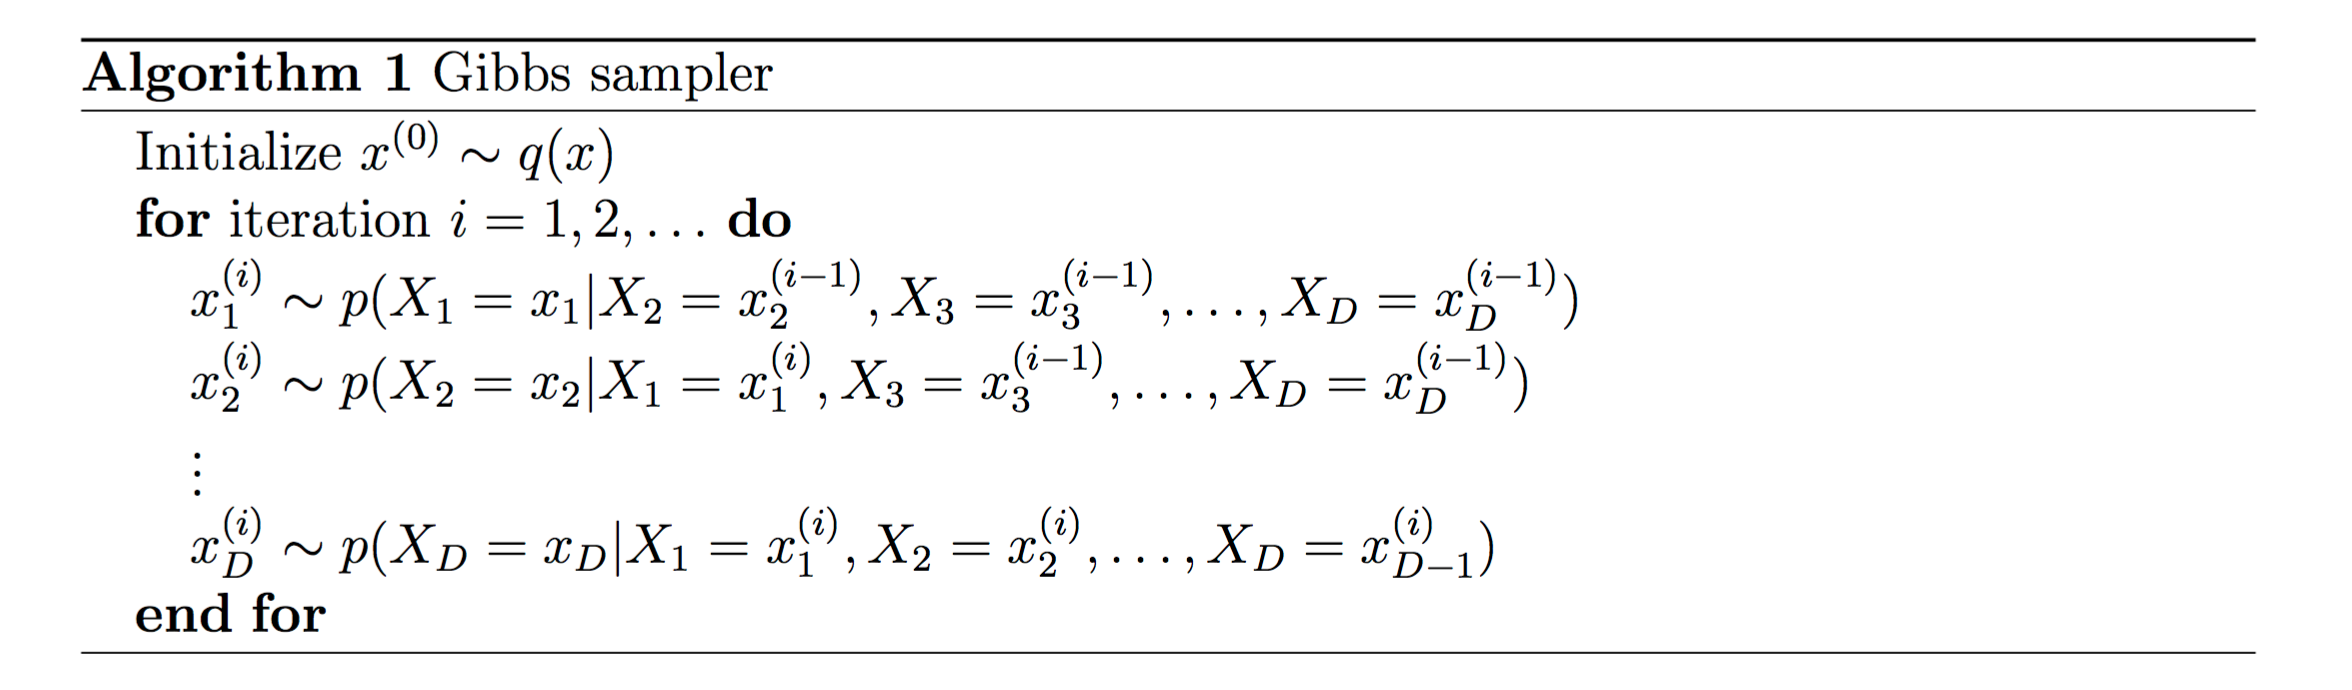 Algorithm 1 Gibbs sampler
Initialize x^{(0)} ∼ q(x)
for iteration i = 1, 2, . . . do
x_1^{(i)} ∼ p(X_1 = x_1|X_2 = x_2^{(i−1)}, X_3 = x_3^{(i−1)}, . . . , X_D = x_D^{(i−1)})
x_2^{(i)} ∼ p(X_2 = x_2|X_1 = x_1^{(i)}, X_3 = x_3^{(i−1)}, . . . , X_D = x_D^{(i−1)})
⋮
x_D^{(i)} ∼ p(X_D = x_D|X_1 = x_1^{(i)}, X_2 = x_2^{(i)}, . . . , X_D = x_{D−1}^{(i)})
end for